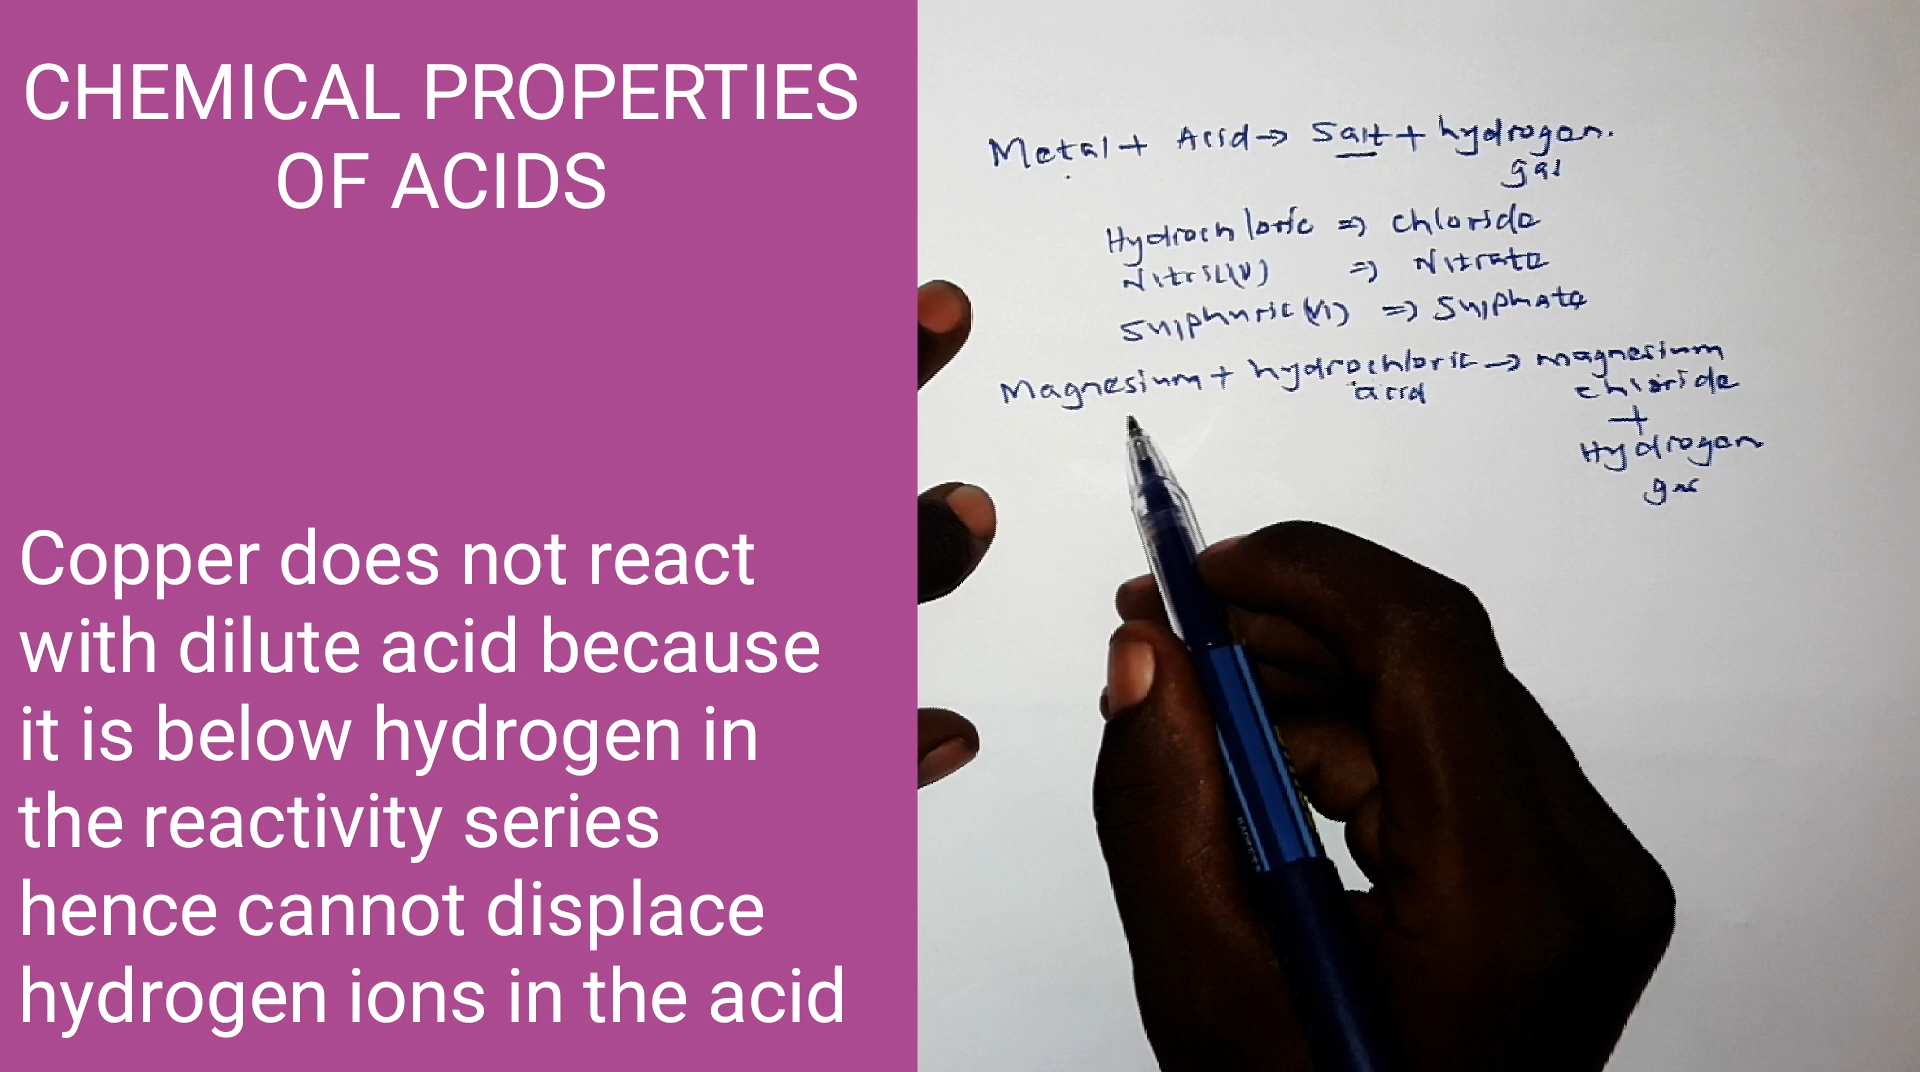 CHEMICAL PROPERTIES
OF ACIDS
Copper does not react
with dilute acid because
it is below hydrogen in
the reactivity series
hence cannot displace
hydrogen ions in the acid
Metal + Acid → Salt + hydrogen.
gas
Hydrochloric ⇒ chloride
Nitric(V) ⇒ Nitrate
Sulphuric(VI) ⇒ Sulphate
Magnesium + hydrochloric → magnesium
acid chloride
+
Hydrogen
gas